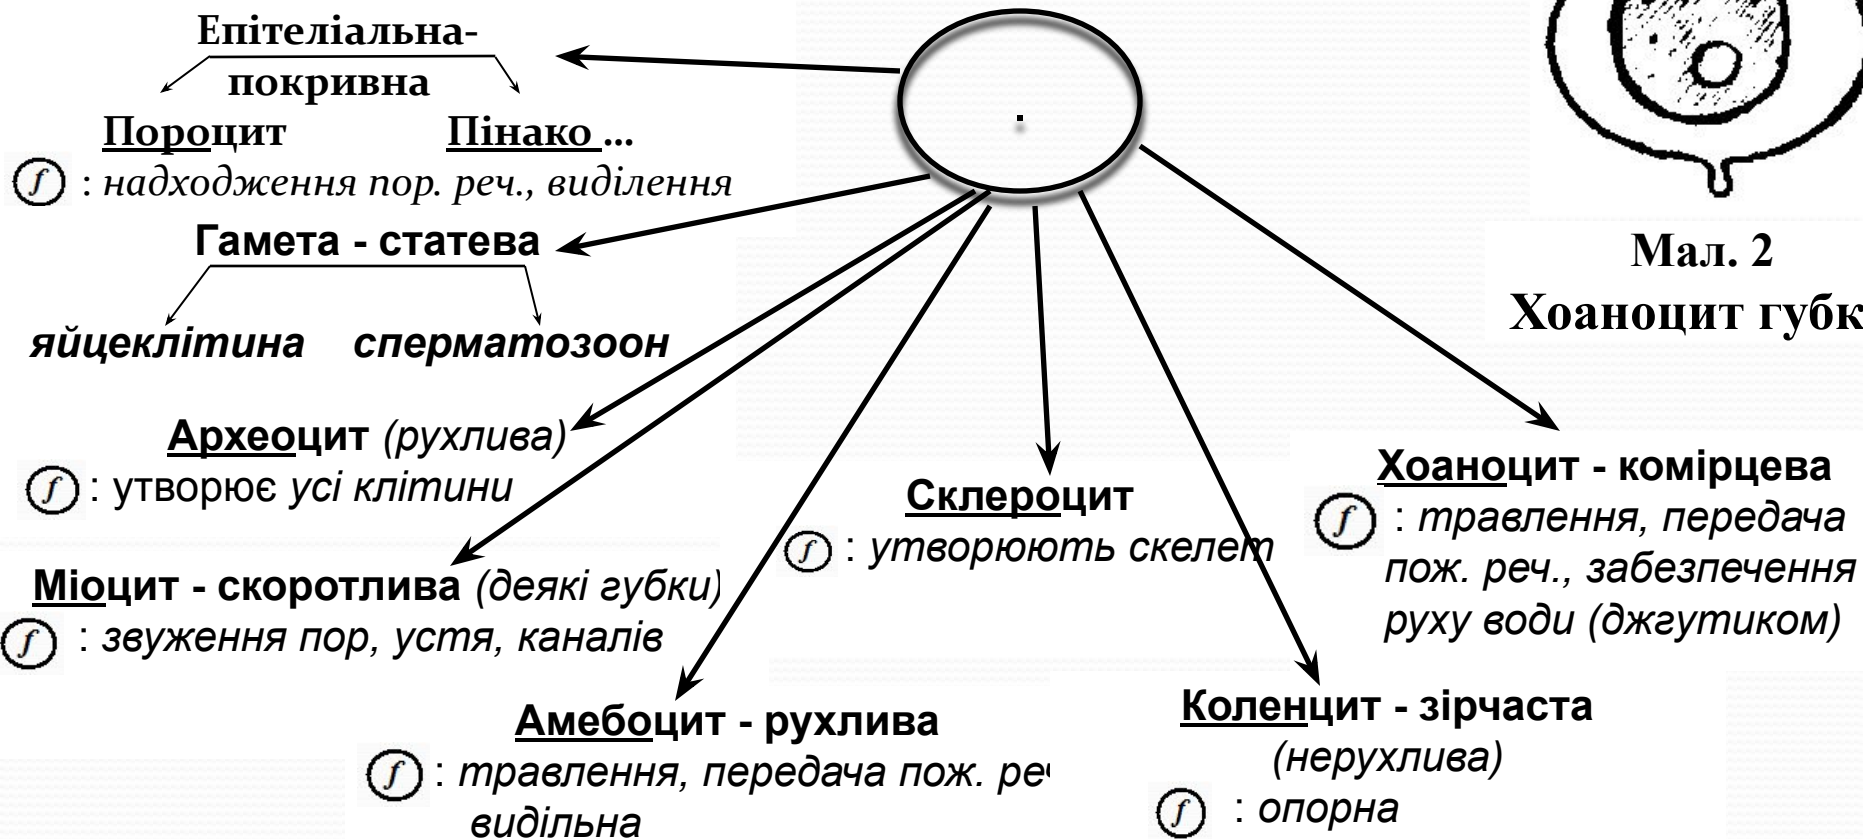 Епітеліальна-
покривна
Пороцит Пінако ...
f : надходження пор. реч., виділення
Гамета - статева
яйцеклітина сперматозоон
Археоцит (рухлива)
f : утворює усі клітини
Міоцит - скоротлива (деякі губки)
f : звуження пор, устя, каналів
Амебоцит - рухлива
f : травлення, передача пож.
видільна
Склероцит
f : утворюють скелет
Коленцит - зірчаста
(нерухлива)
f : опорна
Хоаноцит - комірцева
f : травлення, передача
пож. реч., забезпечення
руху води (джгутиком)
.
Мал. 2
Хоаноцит